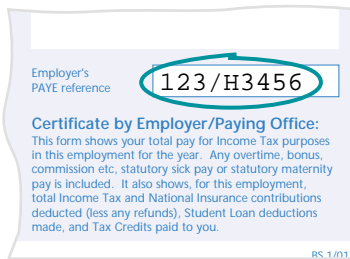 Employer's
PAYE reference
123/H3456
Certificate by Employer/Paying Office:
This form shows your total pay for Income Tax purposes
in this employment for the year. Any overtime, bonus,
commission etc, statutory sick pay or statutory maternity
pay is included. It also shows, for this employment,
total Income Tax and National Insurance contributions
deducted (less any refunds), Student Loan deductions
made, and Tax Credits paid to you.
BS 1/01